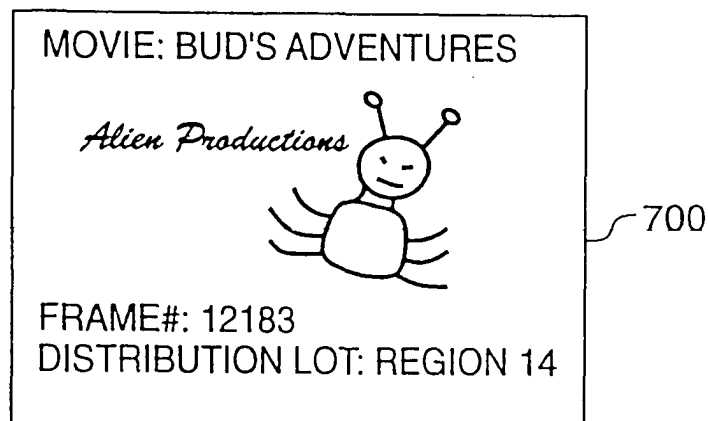 MOVIE: BUD'S ADVENTURES
Alien Productions
700
FRAME#: 12183
DISTRIBUTION LOT: REGION 14